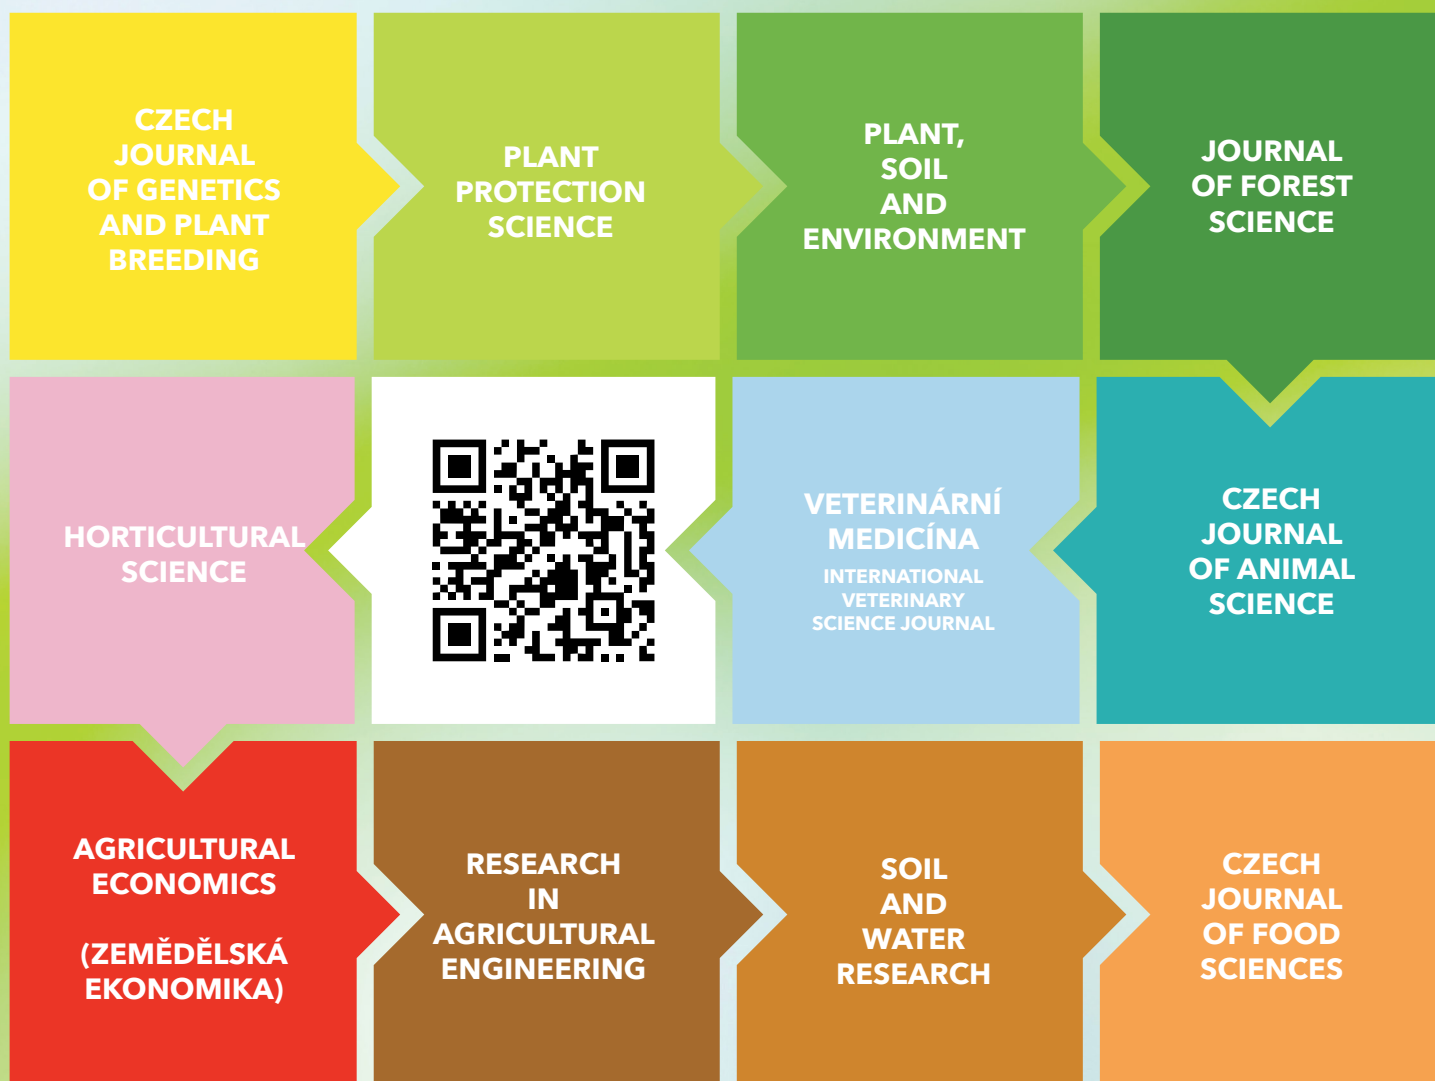 CZECH
JOURNAL
OF GENETICS
AND PLANT
BREEDING
PLANT
PROTECTION
SCIENCE
PLANT,
SOIL
AND
ENVIRONMENT
JOURNAL
OF FOREST
SCIENCE
HORTICULTURAL
SCIENCE
VETERINÁRNÍ
MEDICÍNA
INTERNATIONAL
VETERINARY
SCIENCE JOURNAL
CZECH
JOURNAL
OF ANIMAL
SCIENCE
AGRICULTURAL
ECONOMICS
(ZEMĚDĚLSKÁ
EKONOMIKA)
RESEARCH
IN
AGRICULTURAL
ENGINEERING
SOIL
AND
WATER
RESEARCH
CZECH
JOURNAL
OF FOOD
SCIENCES